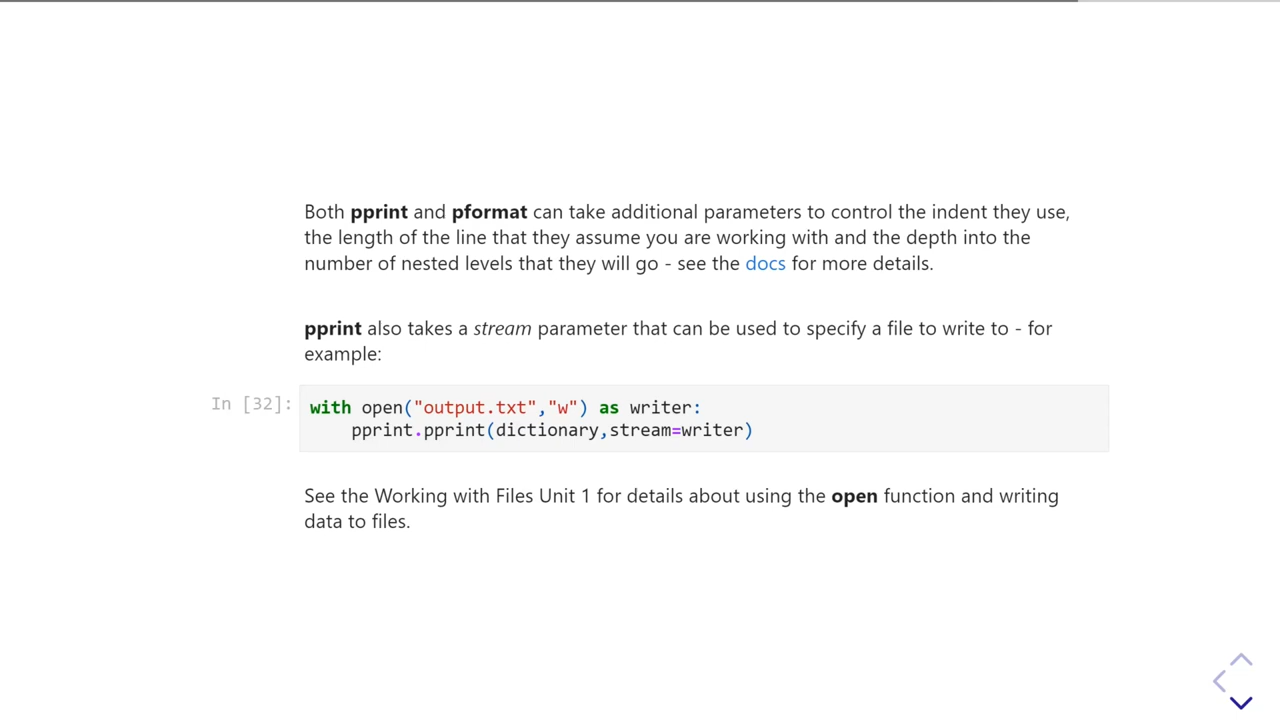 Both pprint and pformat can take additional parameters to control the indent they use,
the length of the line that they assume you are working with and the depth into the
number of nested levels that they will go - see the docs for more details.
pprint also takes a stream parameter that can be used to specify a file to write to - for
example:
In [32]:
with open("output.txt","w") as writer:
    pprint.pprint(dictionary,stream=writer)
See the Working with Files Unit 1 for details about using the open function and writing
data to files.